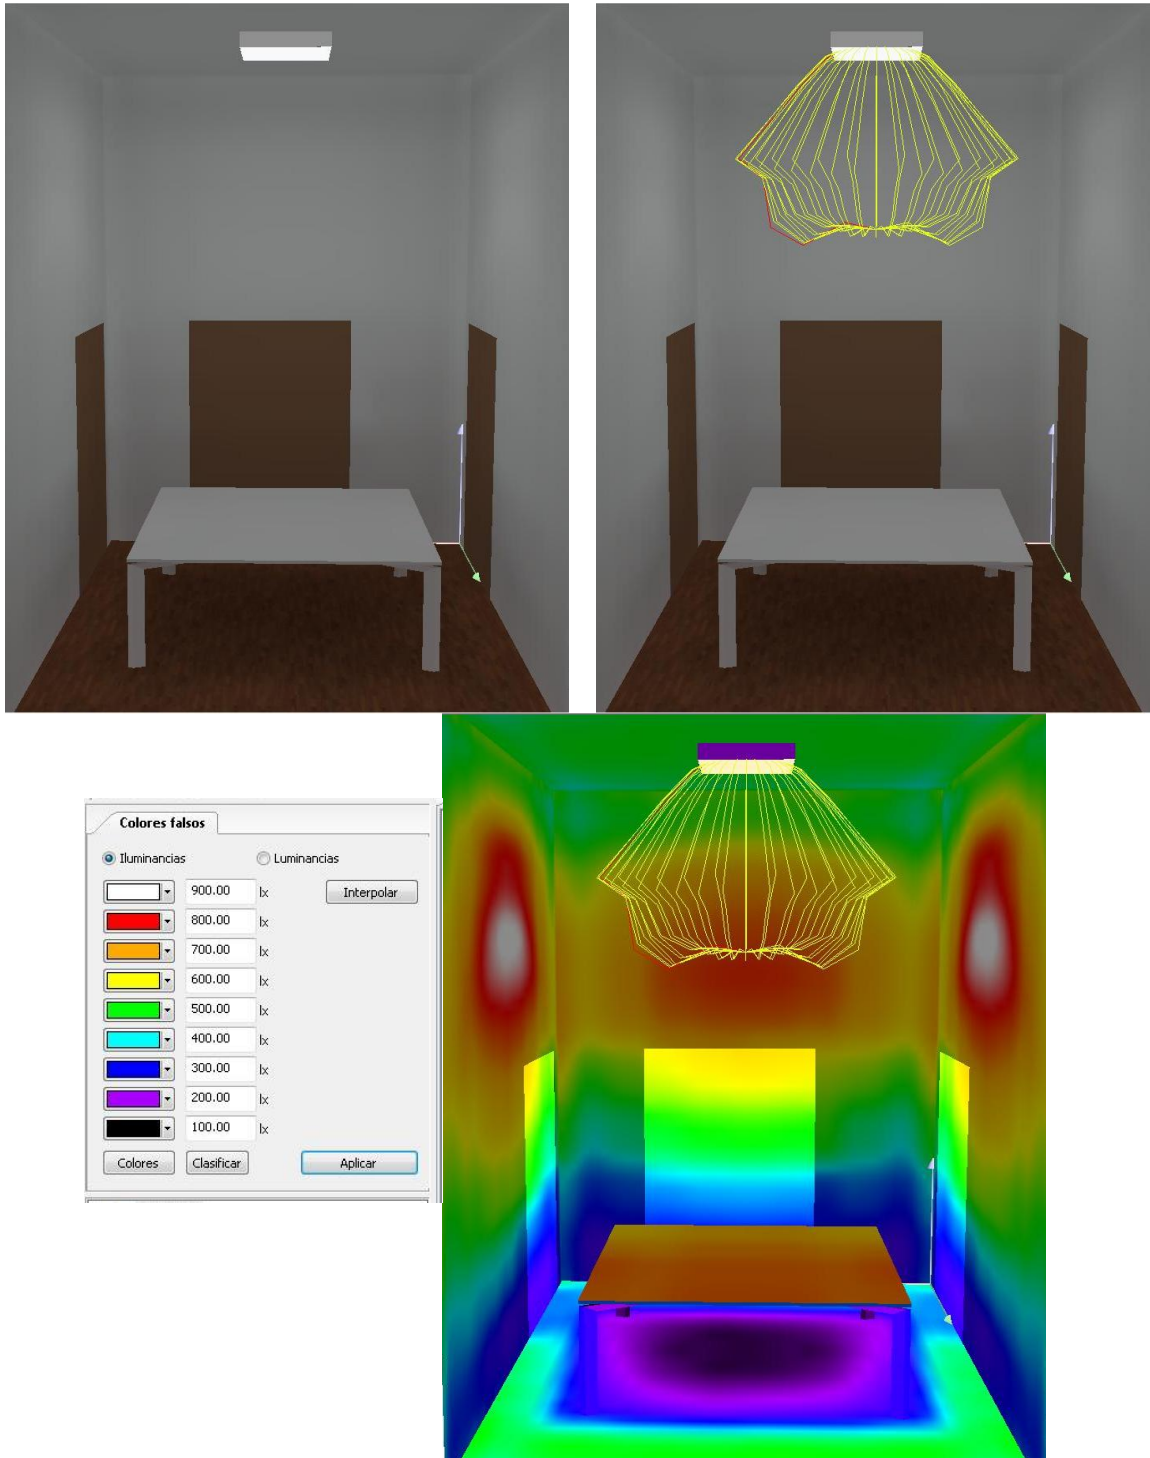 Colores falsos
Iluminancias Luminancias
900.00 lx Interpolar
800.00 lx
700.00 lx
600.00 lx
500.00 lx
400.00 lx
300.00 lx
200.00 lx
100.00 lx
Colores Clasificar Aplicar